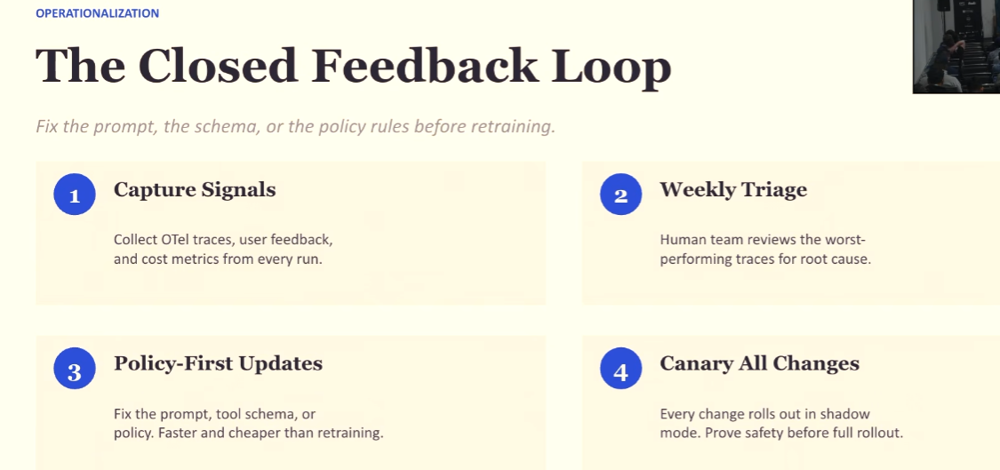 OPERATIONALIZATION
The Closed Feedback Loop
Fix the prompt, the schema, or the policy rules before retraining.
1 Capture Signals
Collect OTel traces, user feedback,
and cost metrics from every run.
2 Weekly Triage
Human team reviews the worst-
performing traces for root cause.
3 Policy-First Updates
Fix the prompt, tool schema, or
policy. Faster and cheaper than retraining.
4 Canary All Changes
Every change rolls out in shadow
mode. Prove safety before full rollout.